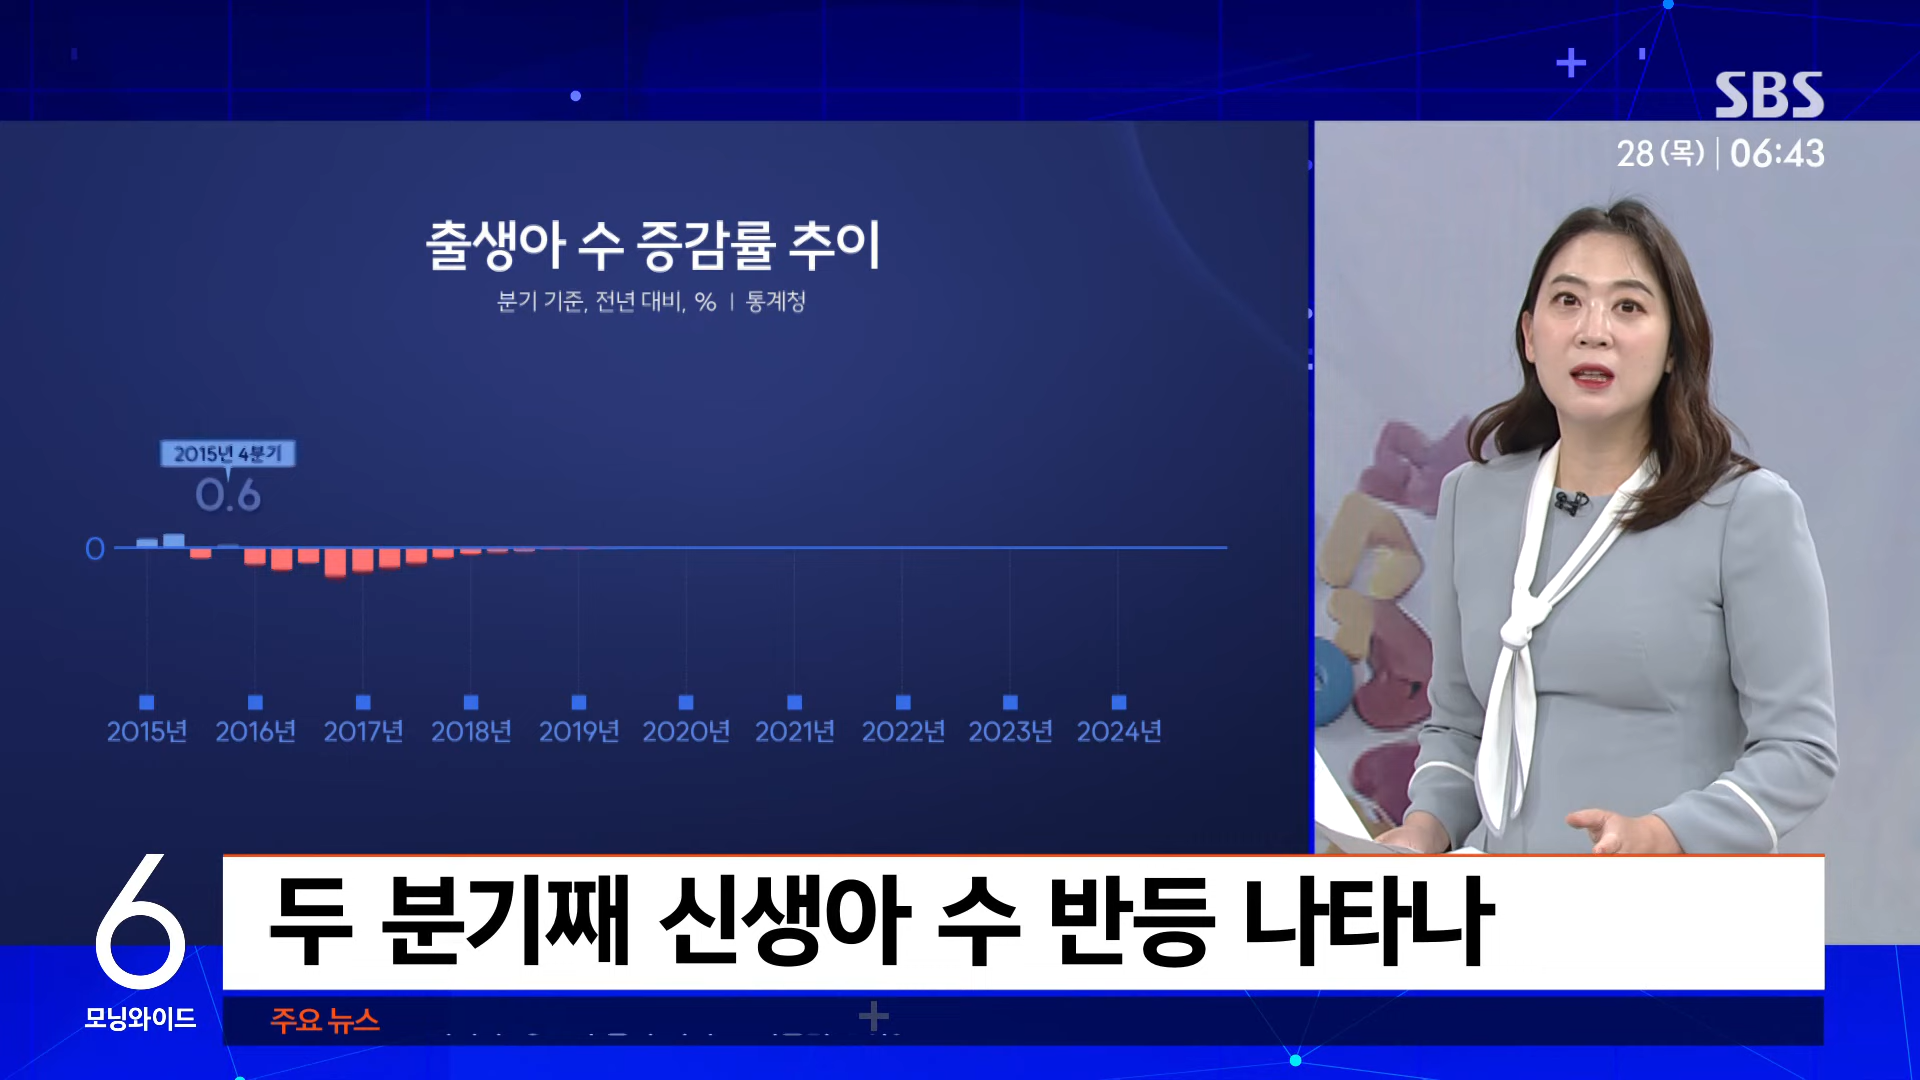 SBS
28(목) | 06:43
출생아 수 증감률 추이
분기 기준, 전년 대비, % | 통계청
2015년 4분기
0.6
0
2015년 2016년 2017년 2018년 2019년 2020년 2021년 2022년 2023년 2024년
6
모닝와이드
두 분기째 신생아 수 반등 나타나
주요 뉴스